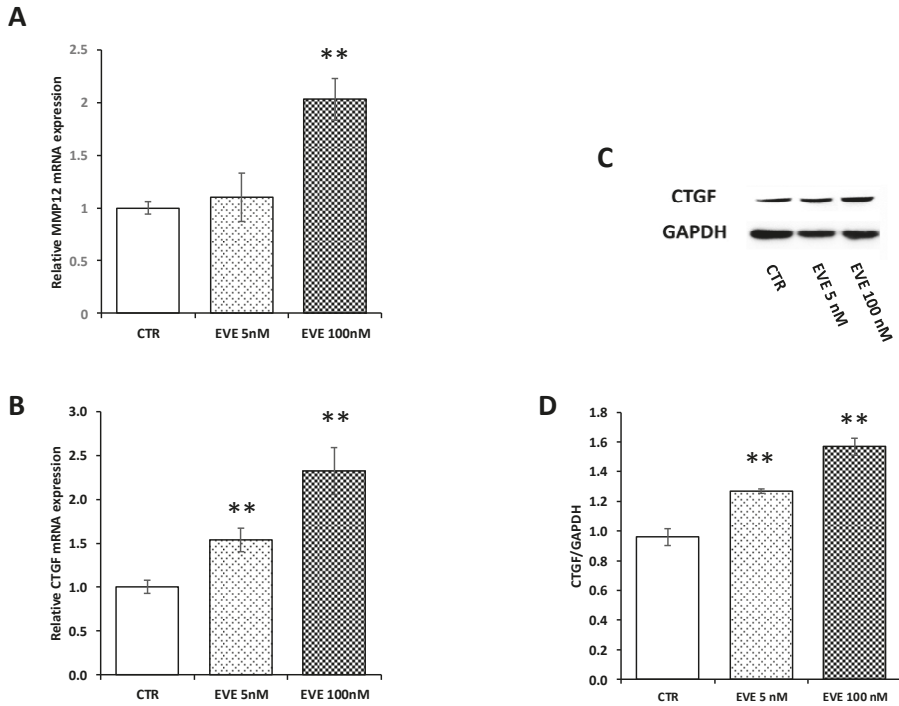 A
Relative MMP12 mRNA expression
2.5
2
1.5
1
0.5
0
**
CTR
EVE 5nM
EVE 100nM
C
CTGF
GAPDH
CTR
EVE 5 nM
EVE 100 nM
B
Relative CTGF mRNA expression
3.0
2.5
2.0
1.5
1.0
0.5
0.0
**
**
CTR
EVE 5nM
EVE 100nM
D
CTGF/GAPDH
1.8
1.6
1.4
1.2
1.0
0.8
0.6
0.4
0.2
0.0
**
**
CTR
EVE 5 nM
EVE 100 nM